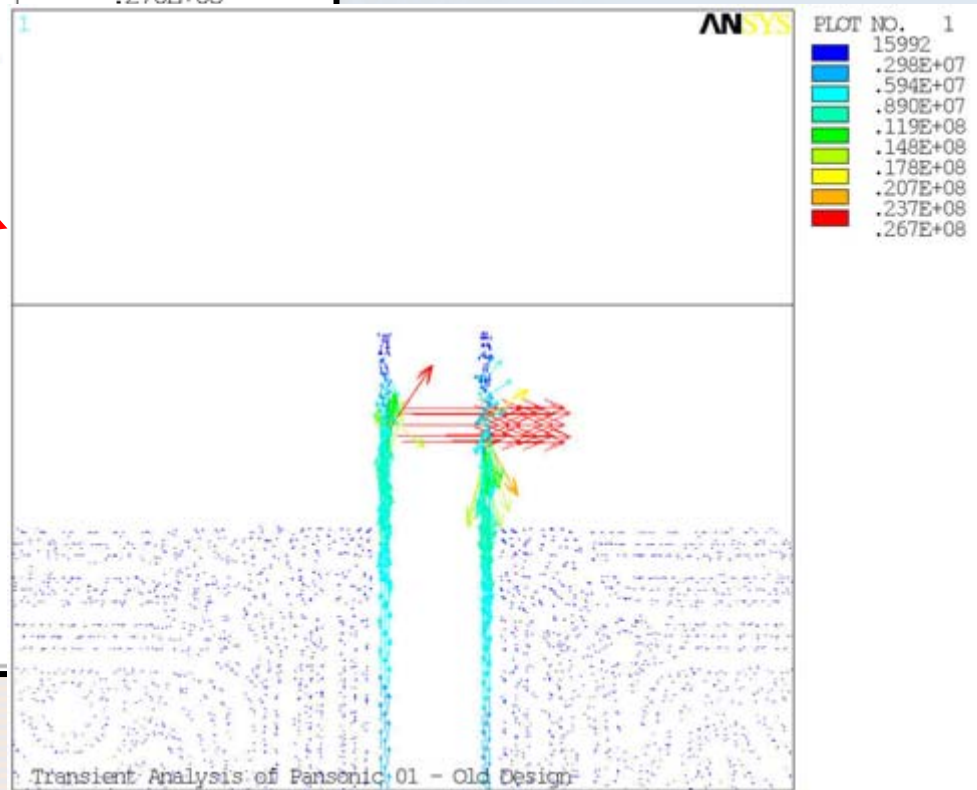 1
ANSYS
PLOT NO. 1
15992
.298E+07
.594E+07
.890E+07
.119E+08
.148E+08
.178E+08
.207E+08
.237E+08
.267E+08
Transient Analysis of Pansonic 01 - Old Design